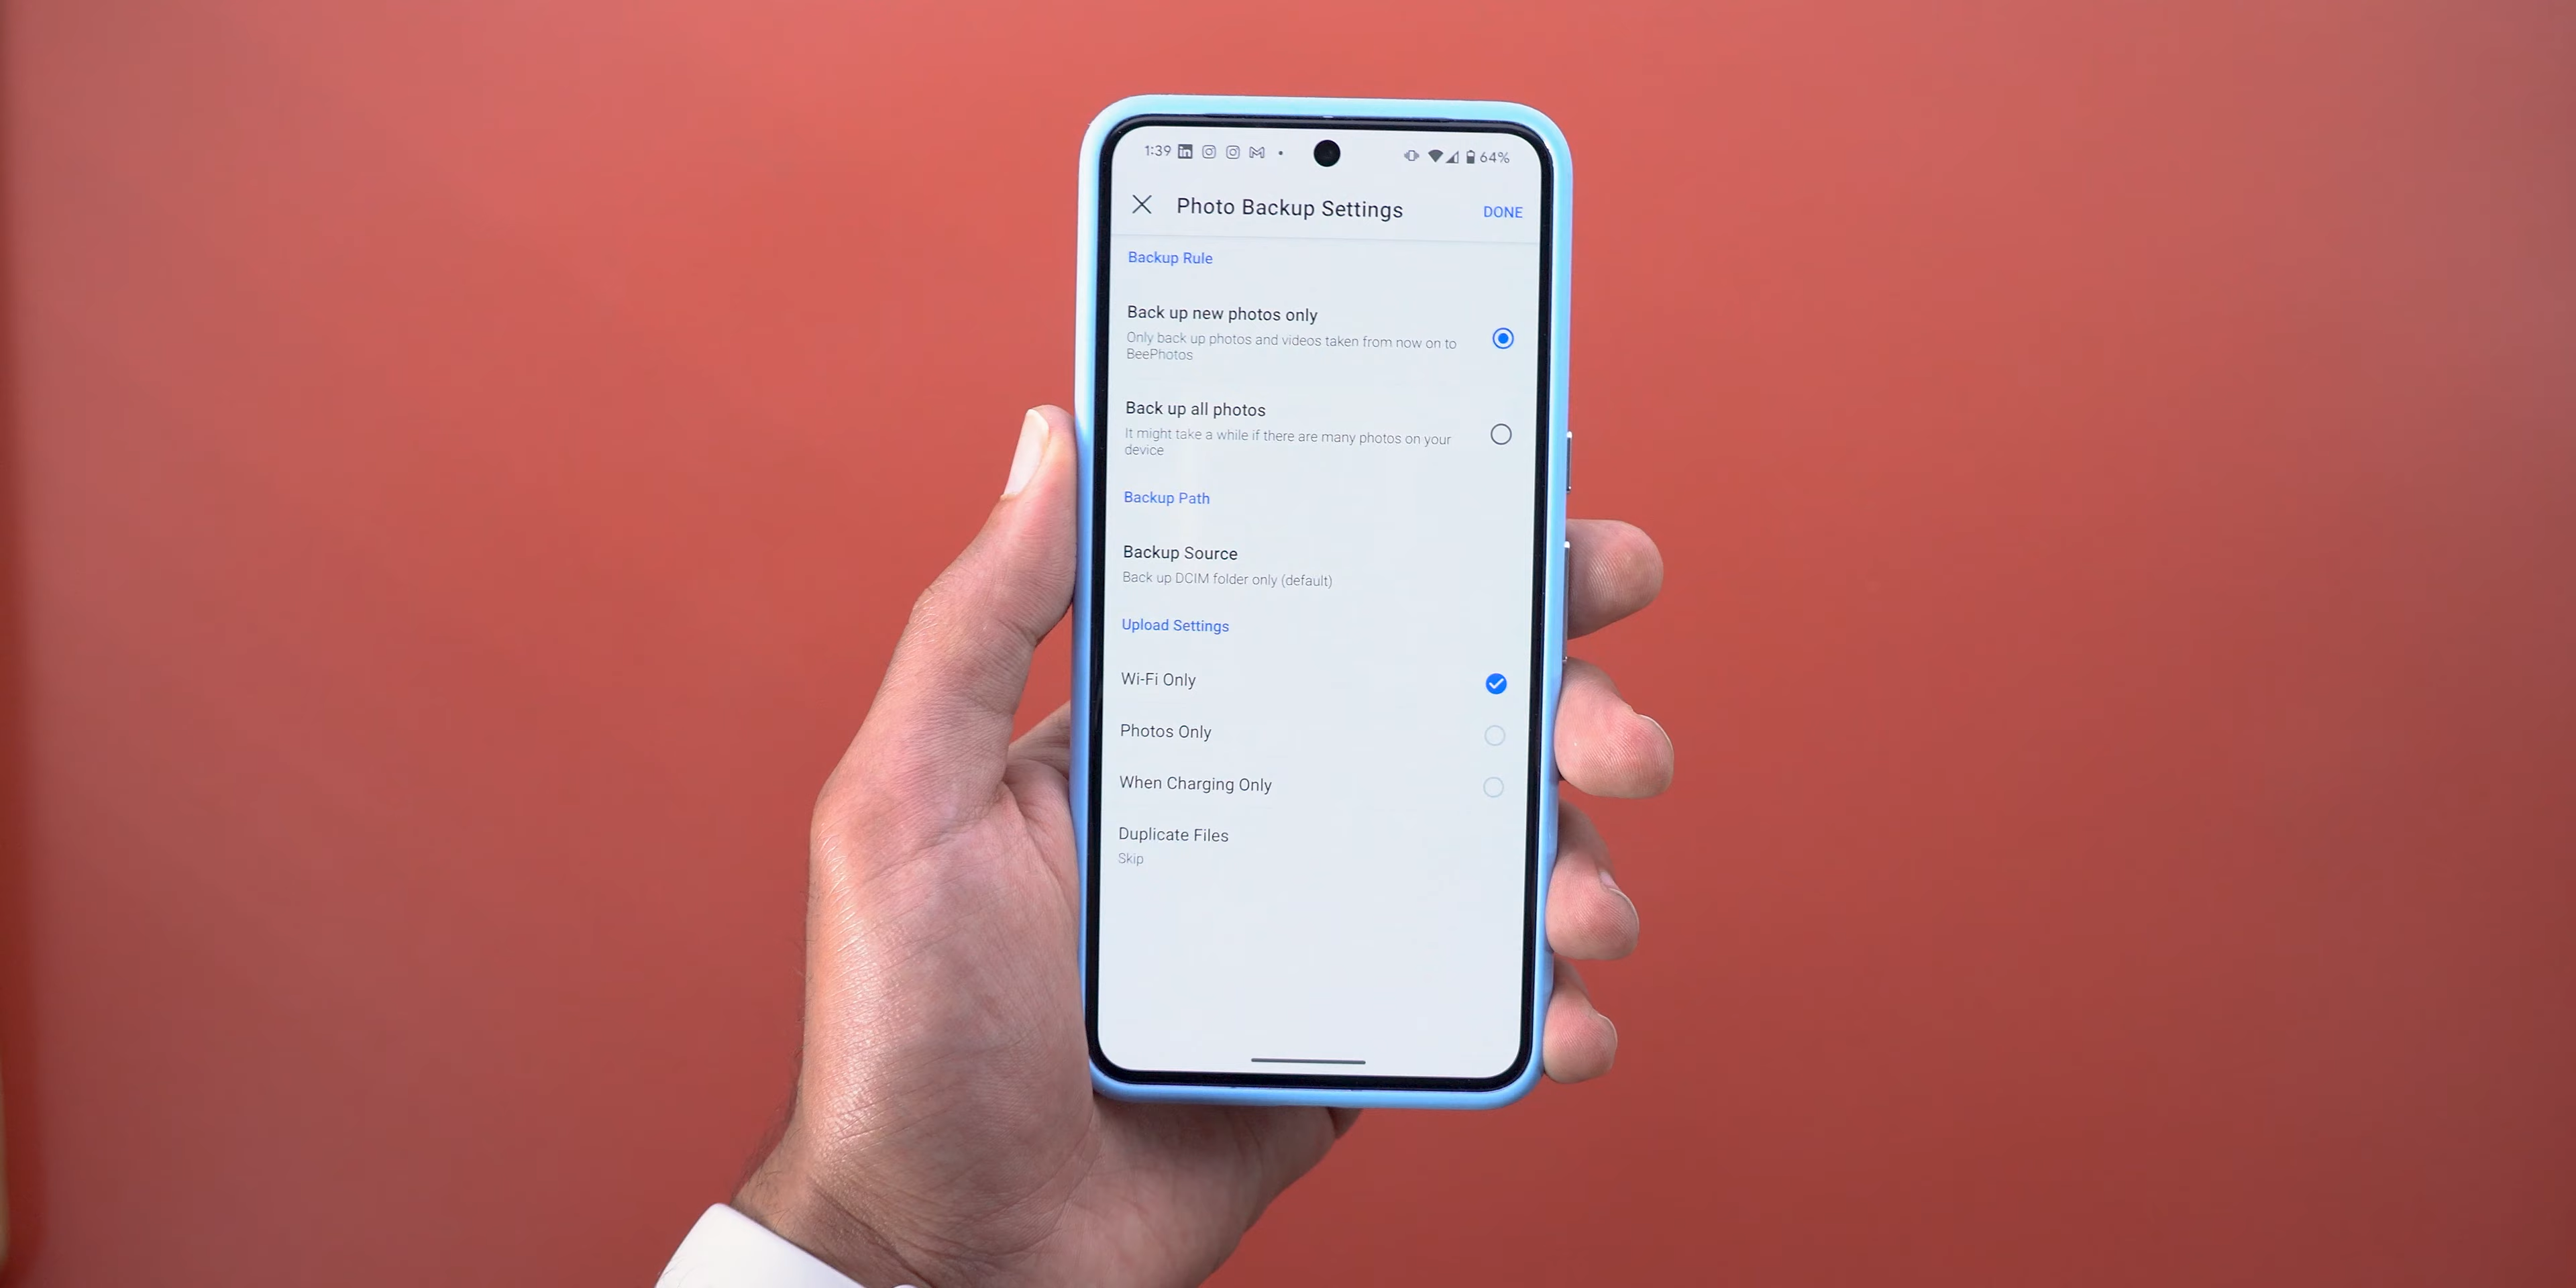 1:39 64%
Photo Backup Settings DONE
Backup Rule
Back up new photos only
Only back up photos and videos taken from now on to
BeePhotos
Back up all photos
It might take a while if there are many photos on your
device
Backup Path
Backup Source
Back up DCIM folder only (default)
Upload Settings
Wi-Fi Only
Photos Only
When Charging Only
Duplicate Files
Skip